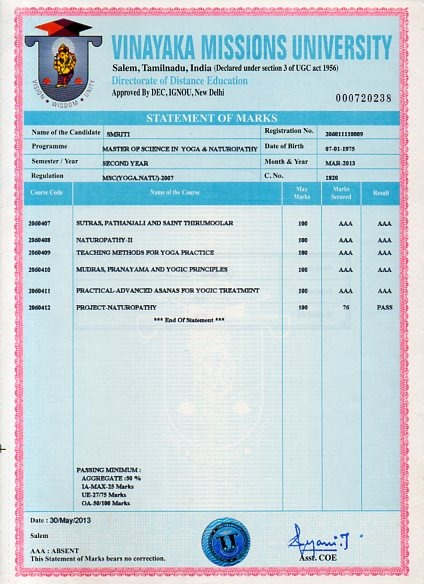 VINAYAKA MISSIONS UNIVERSITY
Salem, Tamilnadu, India (Declared under section 3 of UGC act 1956)
Directorate of Distance Education
Approved By DEC, IGNOU, New Delhi
VISION WISDOM UNITY
000720238
STATEMENT OF MARKS
Name of the Candidate SMRITI Registration No. 206011110009
Programme MASTER OF SCIENCE IN YOGA & NATUROPATHY Date of Birth 07-01-1975
Semester / Year SECOND YEAR Month & Year MAR-2013
Regulation MSC(YOGA.NATU)-2007 C. No. 1820
Course Code Name of the Course Max Marks Marks Secured Result
2060407 SUTRAS, PATHANJALI AND SAINT THIRUMOOLAR 100 AAA AAA
2060408 NATUROPATHY-II 100 AAA AAA
2060409 TEACHING METHODS FOR YOGA PRACTICE 100 AAA AAA
2060410 MUDRAS, PRANAYAMA AND YOGIC PRINCIPLES 100 AAA AAA
2060411 PRACTICAL-ADVANCED ASANAS FOR YOGIC TREATMENT 100 AAA AAA
2060412 PROJECT-NATUROPATHY 100 76 PASS
*** End Of Statement ***
PASSING MINIMUM :
AGGREGATE :50 %
IA-MAX-25 Marks
UE-27/75 Marks
OA-50/100 Marks
Date : 30/May/2013
Salem
AAA : ABSENT
This Statement of Marks bears no correction.
Asst. COE